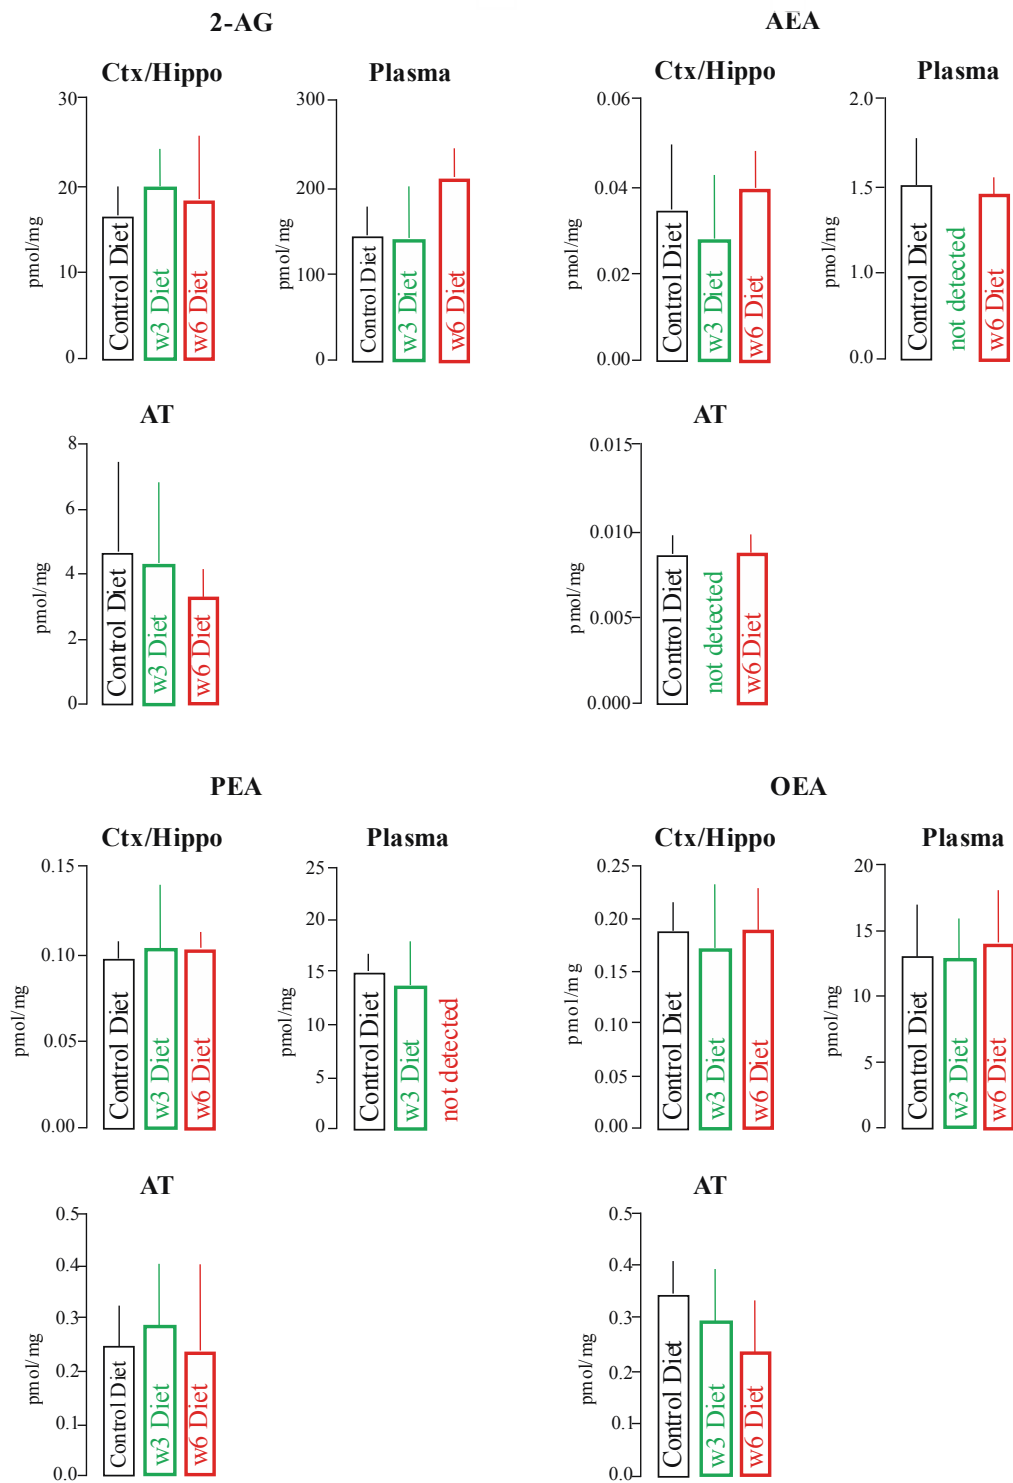 2-AG
AEA
Ctx/Hippo
Plasma
Ctx/Hippo
Plasma
30
20
10
0
pmol/mg
Control Diet
w3 Diet
w6 Diet
300
200
100
0
pmol/mg
Control Diet
w3 Diet
w6 Diet
0.06
0.04
0.02
0.00
pmol/mg
Control Diet
w3 Diet
w6 Diet
2.0
1.5
1.0
0.0
pmol/mg
Control Diet
not detected
w6 Diet
AT
AT
8
6
4
2
0
pmol/mg
Control Diet
w3 Diet
w6 Diet
0.015
0.010
0.005
0.000
pmol/mg
Control Diet
not detected
w6 Diet
PEA
OEA
Ctx/Hippo
Plasma
Ctx/Hippo
Plasma
0.15
0.10
0.05
0.00
pmol/mg
Control Diet
w3 Diet
w6 Diet
25
20
15
10
5
0
pmol/mg
Control Diet
w3 Diet
not detected
0.25
0.20
0.15
0.10
0.05
0.00
pmol/m g
Control Diet
w3 Diet
w6 Diet
20
15
10
5
0
pmol/mg
Control Diet
w3 Diet
w6 Diet
AT
AT
0.5
0.4
0.3
0.2
0.1
0.0
pmol/mg
Control Diet
w3 Diet
w6 Diet
0.5
0.4
0.3
0.2
0.1
0.0
pmol/mg
Control Diet
w3 Diet
w6 Diet